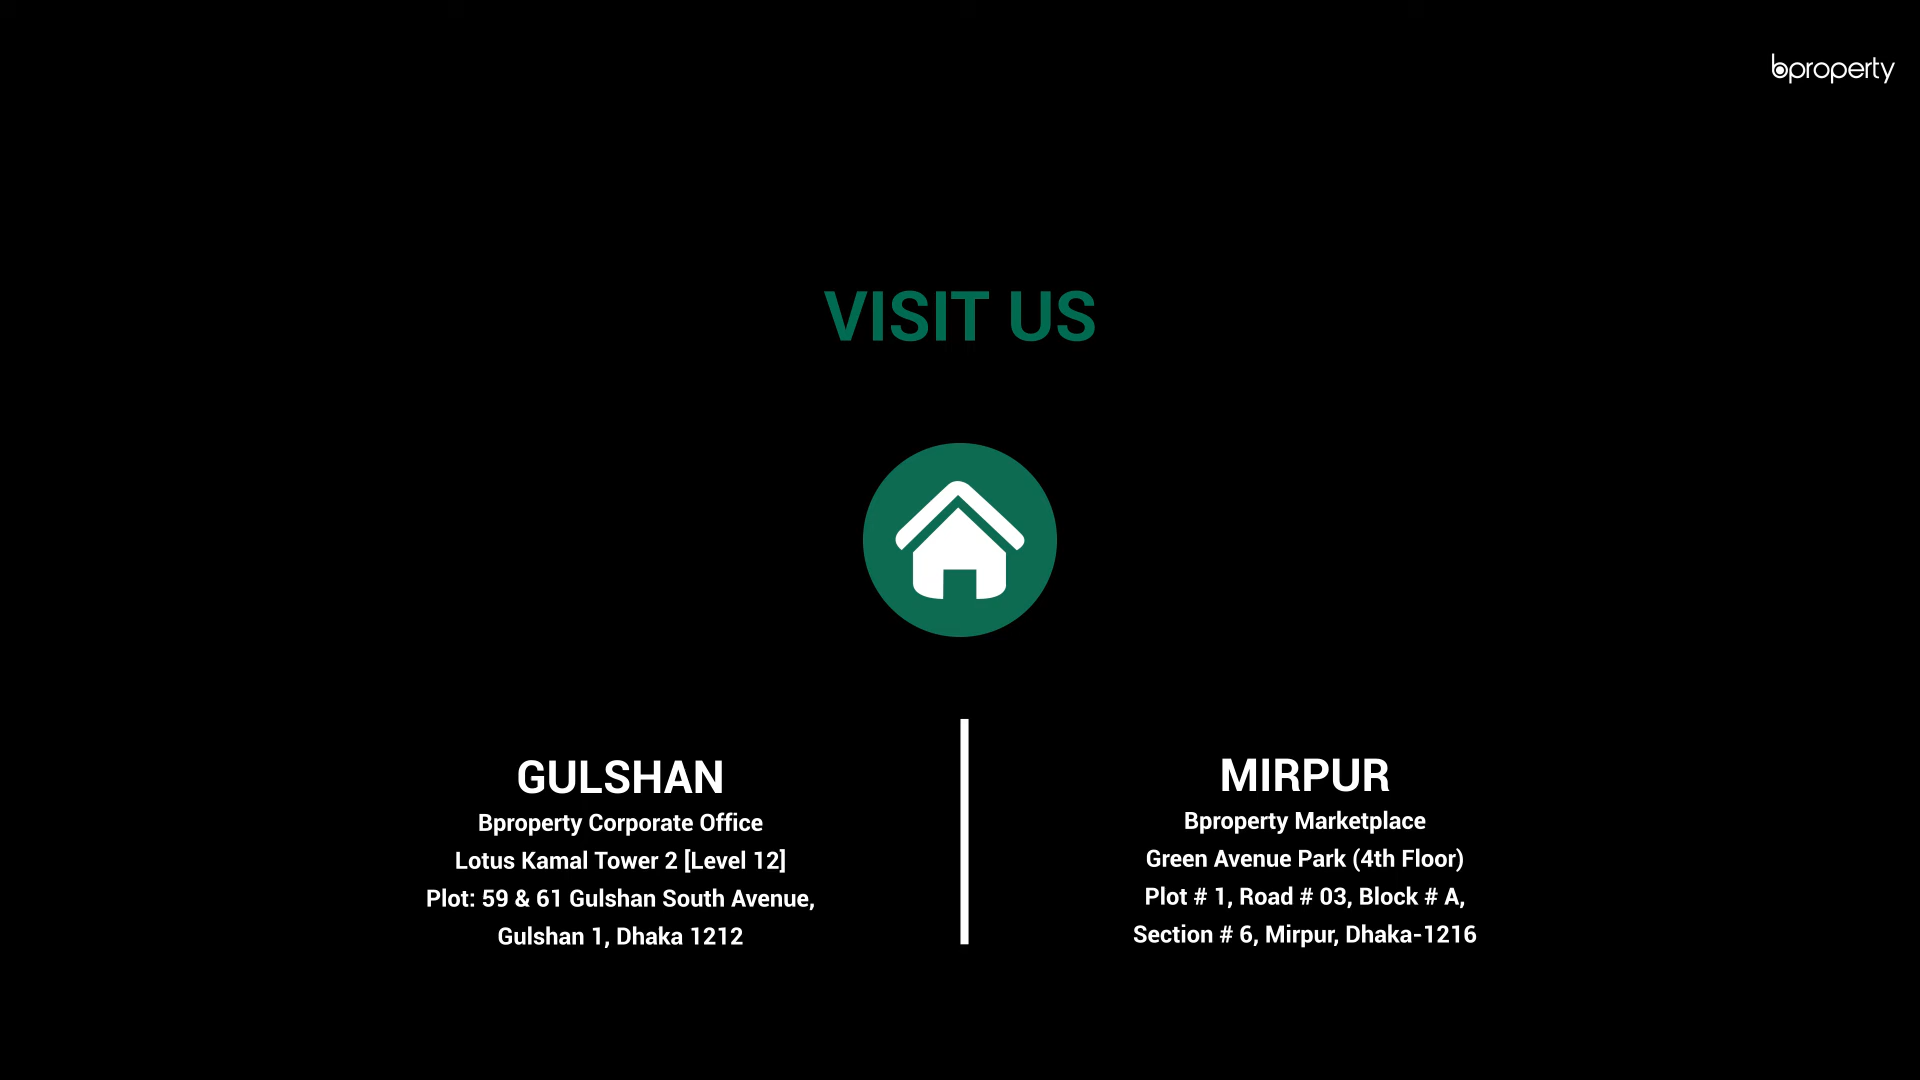 bproperty
VISIT US
GULSHAN
Bproperty Corporate Office
Lotus Kamal Tower 2 [Level 12]
Plot: 59 & 61 Gulshan South Avenue,
Gulshan 1, Dhaka 1212
MIRPUR
Bproperty Marketplace
Green Avenue Park (4th Floor)
Plot # 1, Road # 03, Block # A,
Section # 6, Mirpur, Dhaka-1216